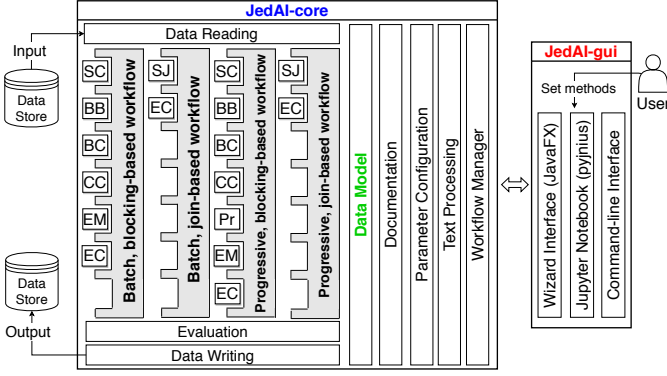 JedAI-core
Data Reading
Input
Data
Store
SC
BB
BC
CC
EM
EC
Batch, blocking-based workflow
SJ
EC
Batch, join-based workflow
SC
BB
BC
CC
Pr
EM
EC
Progressive, blocking-based workflow
SJ
EC
Progressive, join-based workflow
Data Model
Documentation
Parameter Configuration
Text Processing
Workflow Manager
Evaluation
Data Writing
Data
Store
Output
JedAI-gui
Set methods
User
Wizard Interface (JavaFX)
Jupyter Notebook (pyjnius)
Command-line Interface